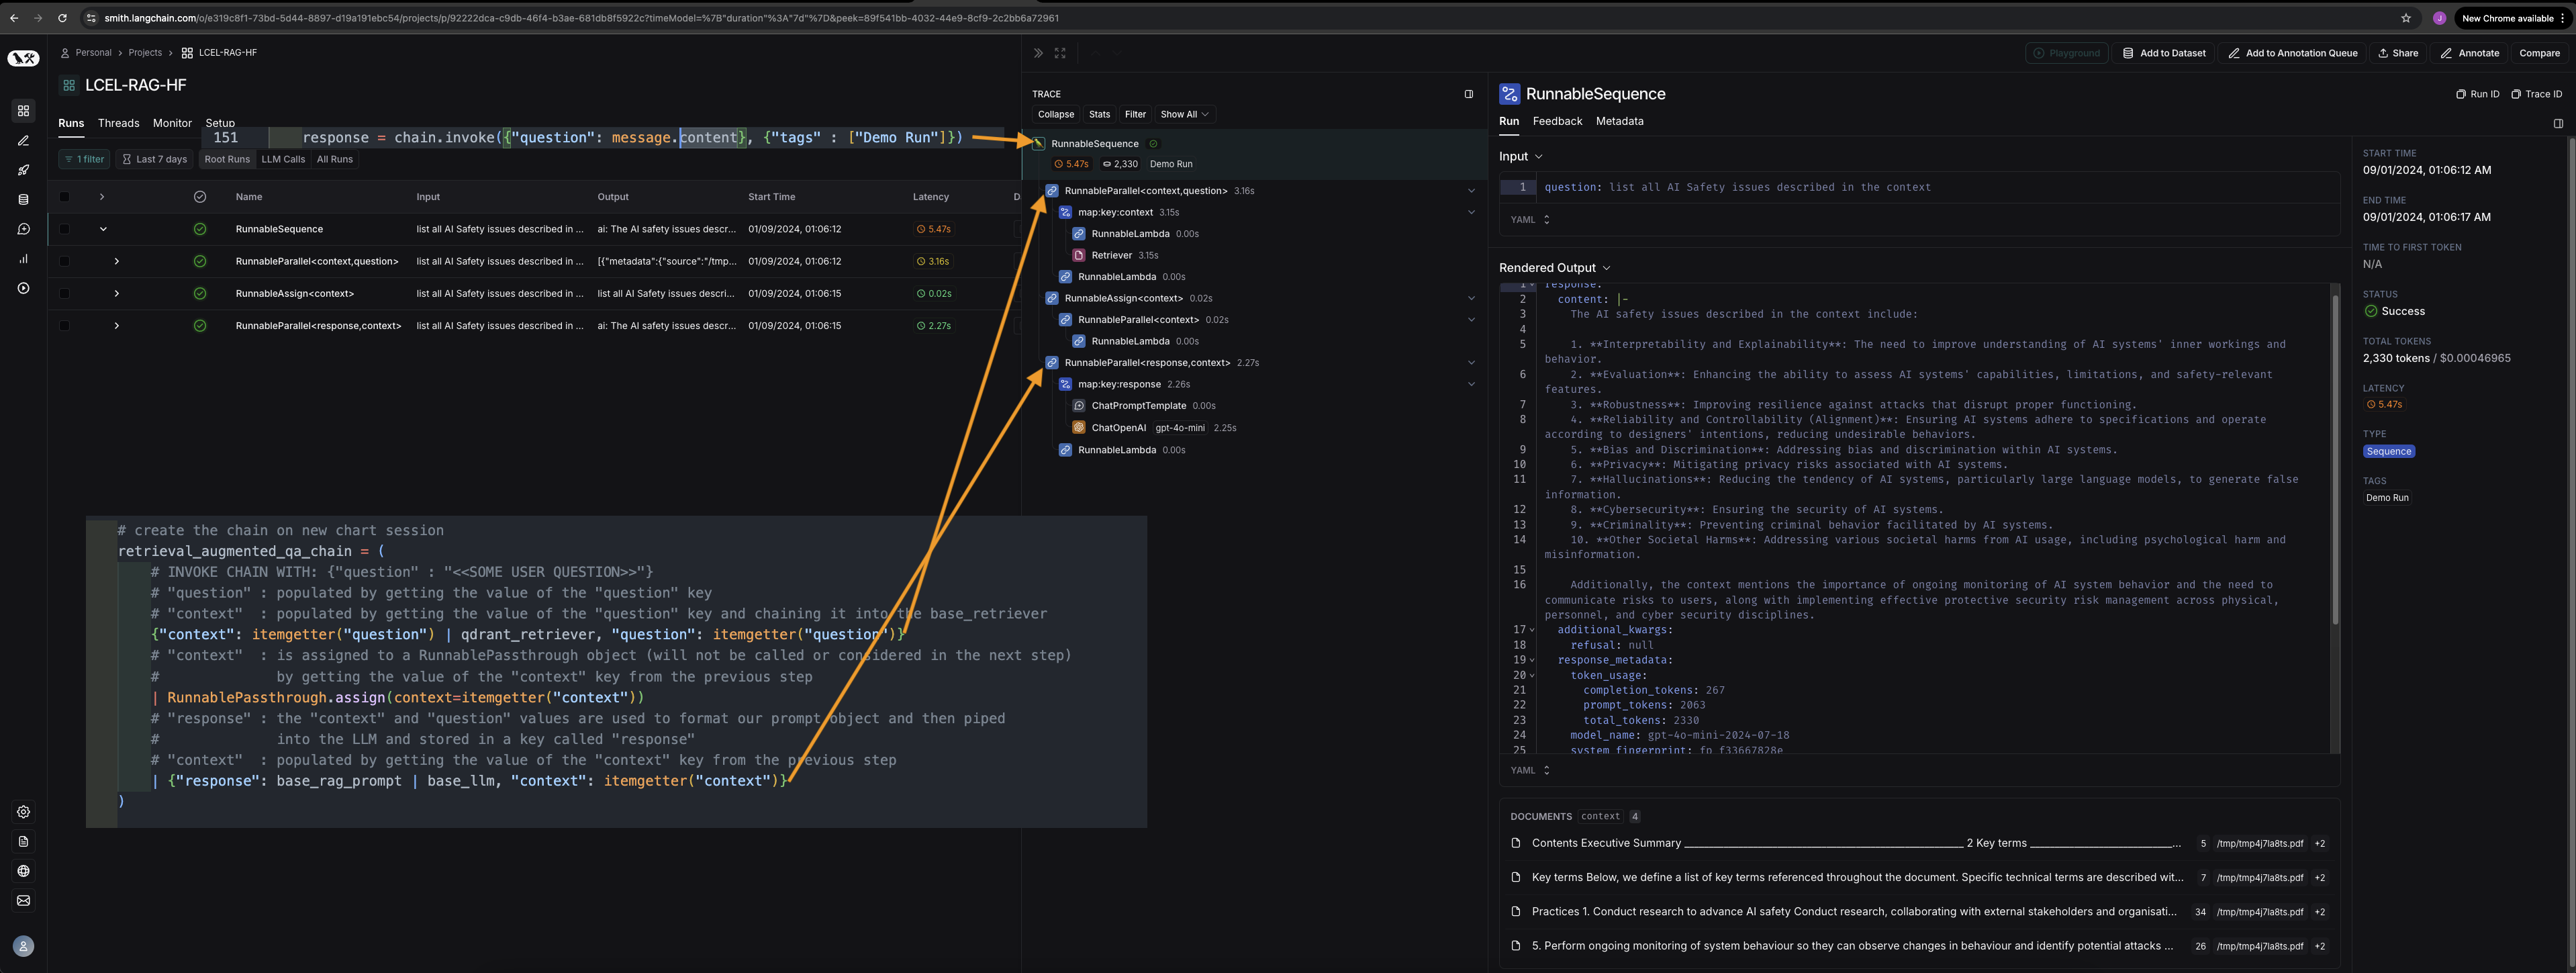 smith.langchain.com/o/e319c8f1-73bd-5d44-8897-d19a191ebc54/projects/p/92222dca-c9db-46f4-b3ae-681db8f5922c?timeModel=%7B"duration"%3A"7d"%7D&peek=89f541bb-4032-44e9-8cf9-2c2bb6a72961
J
New Chrome available
Personal > Projects > LCEL-RAG-HF
LCEL-RAG-HF
Runs Threads Monitor Setup
151 response = chain.invoke({"question": message.content}, {"tags" : ["Demo Run"]})
1 filter Last 7 days Root Runs LLM Calls All Runs
Name Input Output Start Time Latency D
RunnableSequence list all AI Safety issues described in ... ai: The AI safety issues descr... 01/09/2024, 01:06:12 5.47s
RunnableParallel<context,question> list all AI Safety issues described in ... [{"metadata":{"source":"/tmp... 01/09/2024, 01:06:12 3.16s
RunnableAssign<context> list all AI Safety issues described in ... list all AI Safety issues descri... 01/09/2024, 01:06:15 0.02s
RunnableParallel<response,context> list all AI Safety issues described in ... ai: The AI safety issues descr... 01/09/2024, 01:06:15 2.27s
# create the chain on new chart session
retrieval_augmented_qa_chain = (
# INVOKE CHAIN WITH: {"question" : "<<SOME USER QUESTION>>"}
# "question" : populated by getting the value of the "question" key
# "context" : populated by getting the value of the "question" key and chaining it into the base_retriever
{"context": itemgetter("question") | qdrant_retriever, "question": itemgetter("question")}
# "context" : is assigned to a RunnablePassthrough object (will not be called or considered in the next step)
# by getting the value of the "context" key from the previous step
| RunnablePassthrough.assign(context=itemgetter("context"))
# "response" : the "context" and "question" values are used to format our prompt object and then piped
# into the LLM and stored in a key called "response"
# "context" : populated by getting the value of the "context" key from the previous step
| {"response": base_rag_prompt | base_llm, "context": itemgetter("context")}
)
TRACE
Collapse Stats Filter Show All
RunnableSequence
5.47s 2,330 Demo Run
RunnableParallel<context,question> 3.16s
map:key:context 3.15s
RunnableLambda 0.00s
Retriever 3.15s
RunnableLambda 0.00s
RunnableAssign<context> 0.02s
RunnableParallel<context> 0.02s
RunnableLambda 0.00s
RunnableParallel<response,context> 2.27s
map:key:response 2.26s
ChatPromptTemplate 0.00s
ChatOpenAI gpt-4o-mini 2.25s
RunnableLambda 0.00s
Playground Add to Dataset Add to Annotation Queue Share Annotate Compare
RunnableSequence
Run ID Trace ID
Run Feedback Metadata
Input
1 question: list all AI Safety issues described in the context
YAML
Rendered Output
1 response:
2 content: |-
3 The AI safety issues described in the context include:
4
5 1. **Interpretability and Explainability**: The need to improve understanding of AI systems' inner workings and
behavior.
6 2. **Evaluation**: Enhancing the ability to assess AI systems' capabilities, limitations, and safety-relevant
features.
7 3. **Robustness**: Improving resilience against attacks that disrupt proper functioning.
8 4. **Reliability and Controllability (Alignment)**: Ensuring AI systems adhere to specifications and operate
according to designers' intentions, reducing undesirable behaviors.
9 5. **Bias and Discrimination**: Addressing bias and discrimination within AI systems.
10 6. **Privacy**: Mitigating privacy risks associated with AI systems.
11 7. **Hallucinations**: Reducing the tendency of AI systems, particularly large language models, to generate false
information.
12 8. **Cybersecurity**: Ensuring the security of AI systems.
13 9. **Criminality**: Preventing criminal behavior facilitated by AI systems.
14 10. **Other Societal Harms**: Addressing various societal harms from AI usage, including psychological harm and
misinformation.
15
16 Additionally, the context mentions the importance of ongoing monitoring of AI system behavior and the need to
communicate risks to users, along with implementing effective protective security risk management across physical,
personnel, and cyber security disciplines.
17 additional_kwargs:
18 refusal: null
19 response_metadata:
20 token_usage:
21 completion_tokens: 267
22 prompt_tokens: 2063
23 total_tokens: 2330
24 model_name: gpt-4o-mini-2024-07-18
25 system_fingerprint: fp_f33667828e
YAML
DOCUMENTS context 4
Contents Executive Summary ________ 2 Key terms ________... 5 /tmp/tmp4j7la8ts.pdf +2
Key terms Below, we define a list of key terms referenced throughout the document. Specific technical terms are described wit... 7 /tmp/tmp4j7la8ts.pdf +2
Practices 1. Conduct research to advance AI safety Conduct research, collaborating with external stakeholders and organisati... 34 /tmp/tmp4j7la8ts.pdf +2
5. Perform ongoing monitoring of system behaviour so they can observe changes in behaviour and identify potential attacks ... 26 /tmp/tmp4j7la8ts.pdf +2
START TIME
09/01/2024, 01:06:12 AM
END TIME
09/01/2024, 01:06:17 AM
TIME TO FIRST TOKEN
N/A
STATUS
Success
TOTAL TOKENS
2,330 tokens / $0.00046965
LATENCY
5.47s
TYPE
Sequence
TAGS
Demo Run